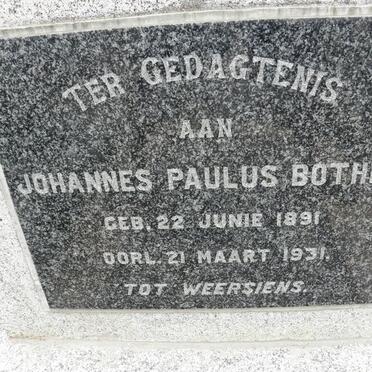 TER GEDAGTENIS
AAN
JOHANNES PAULUS BOTH
GEB. 22 JUNIE 1891
OORL. 21 MAART 1931.
TOT WEERSIENS.